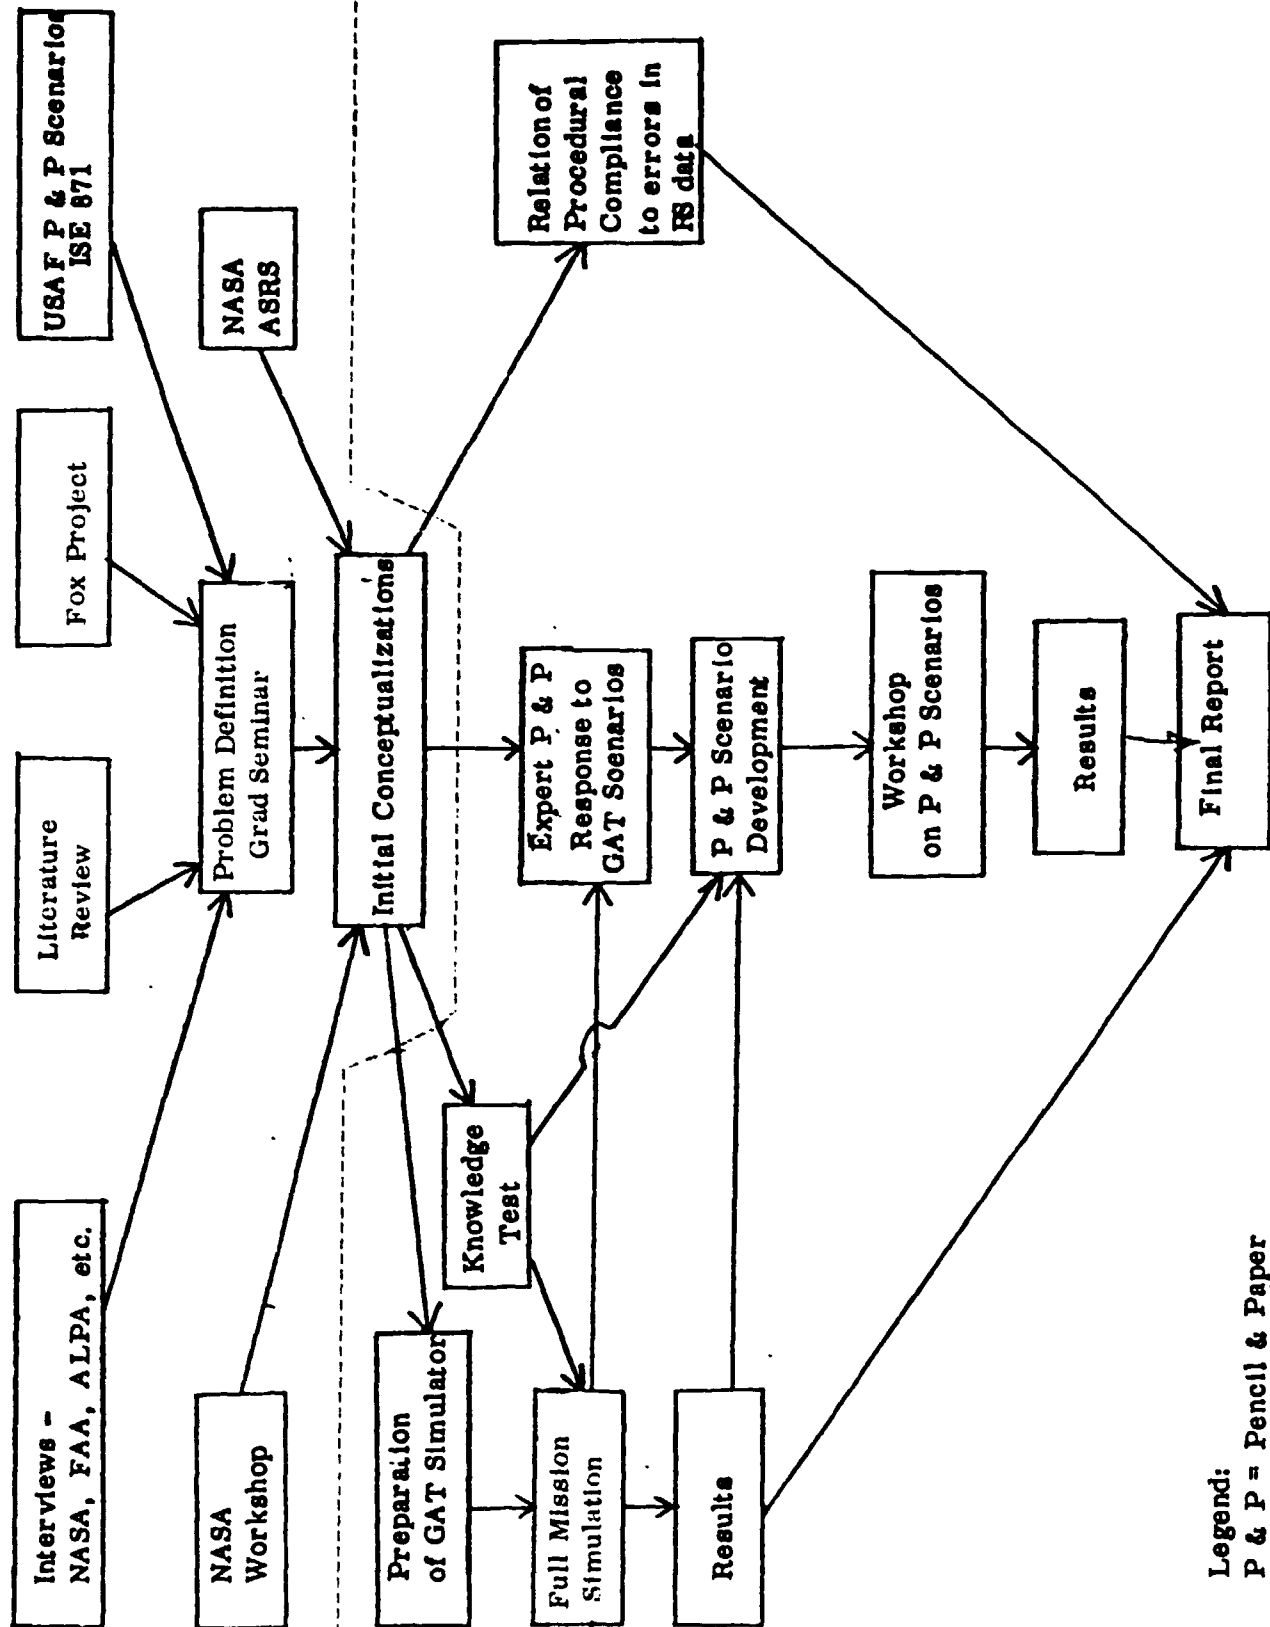 Interviews -
NASA, FAA, ALPA, etc.
Literature
Review
Fox Project
USAF P & P Scenarios
ISE 871
NASA
Workshop
Problem Definition
Grad Seminar
NASA
ASRS
Initial Conceptualizations
Preparation
of GAT Simulator
Knowledge
Test
Expert P & P
Response to
GAT Scenarios
Relation of
Procedural
Compliance
to errors in
RS data
Full Mission
Simulation
P & P Scenario
Development
Results
Workshop
on P & P Scenarios
Results
Final Report
Legend:
P & P = Pencil & Paper